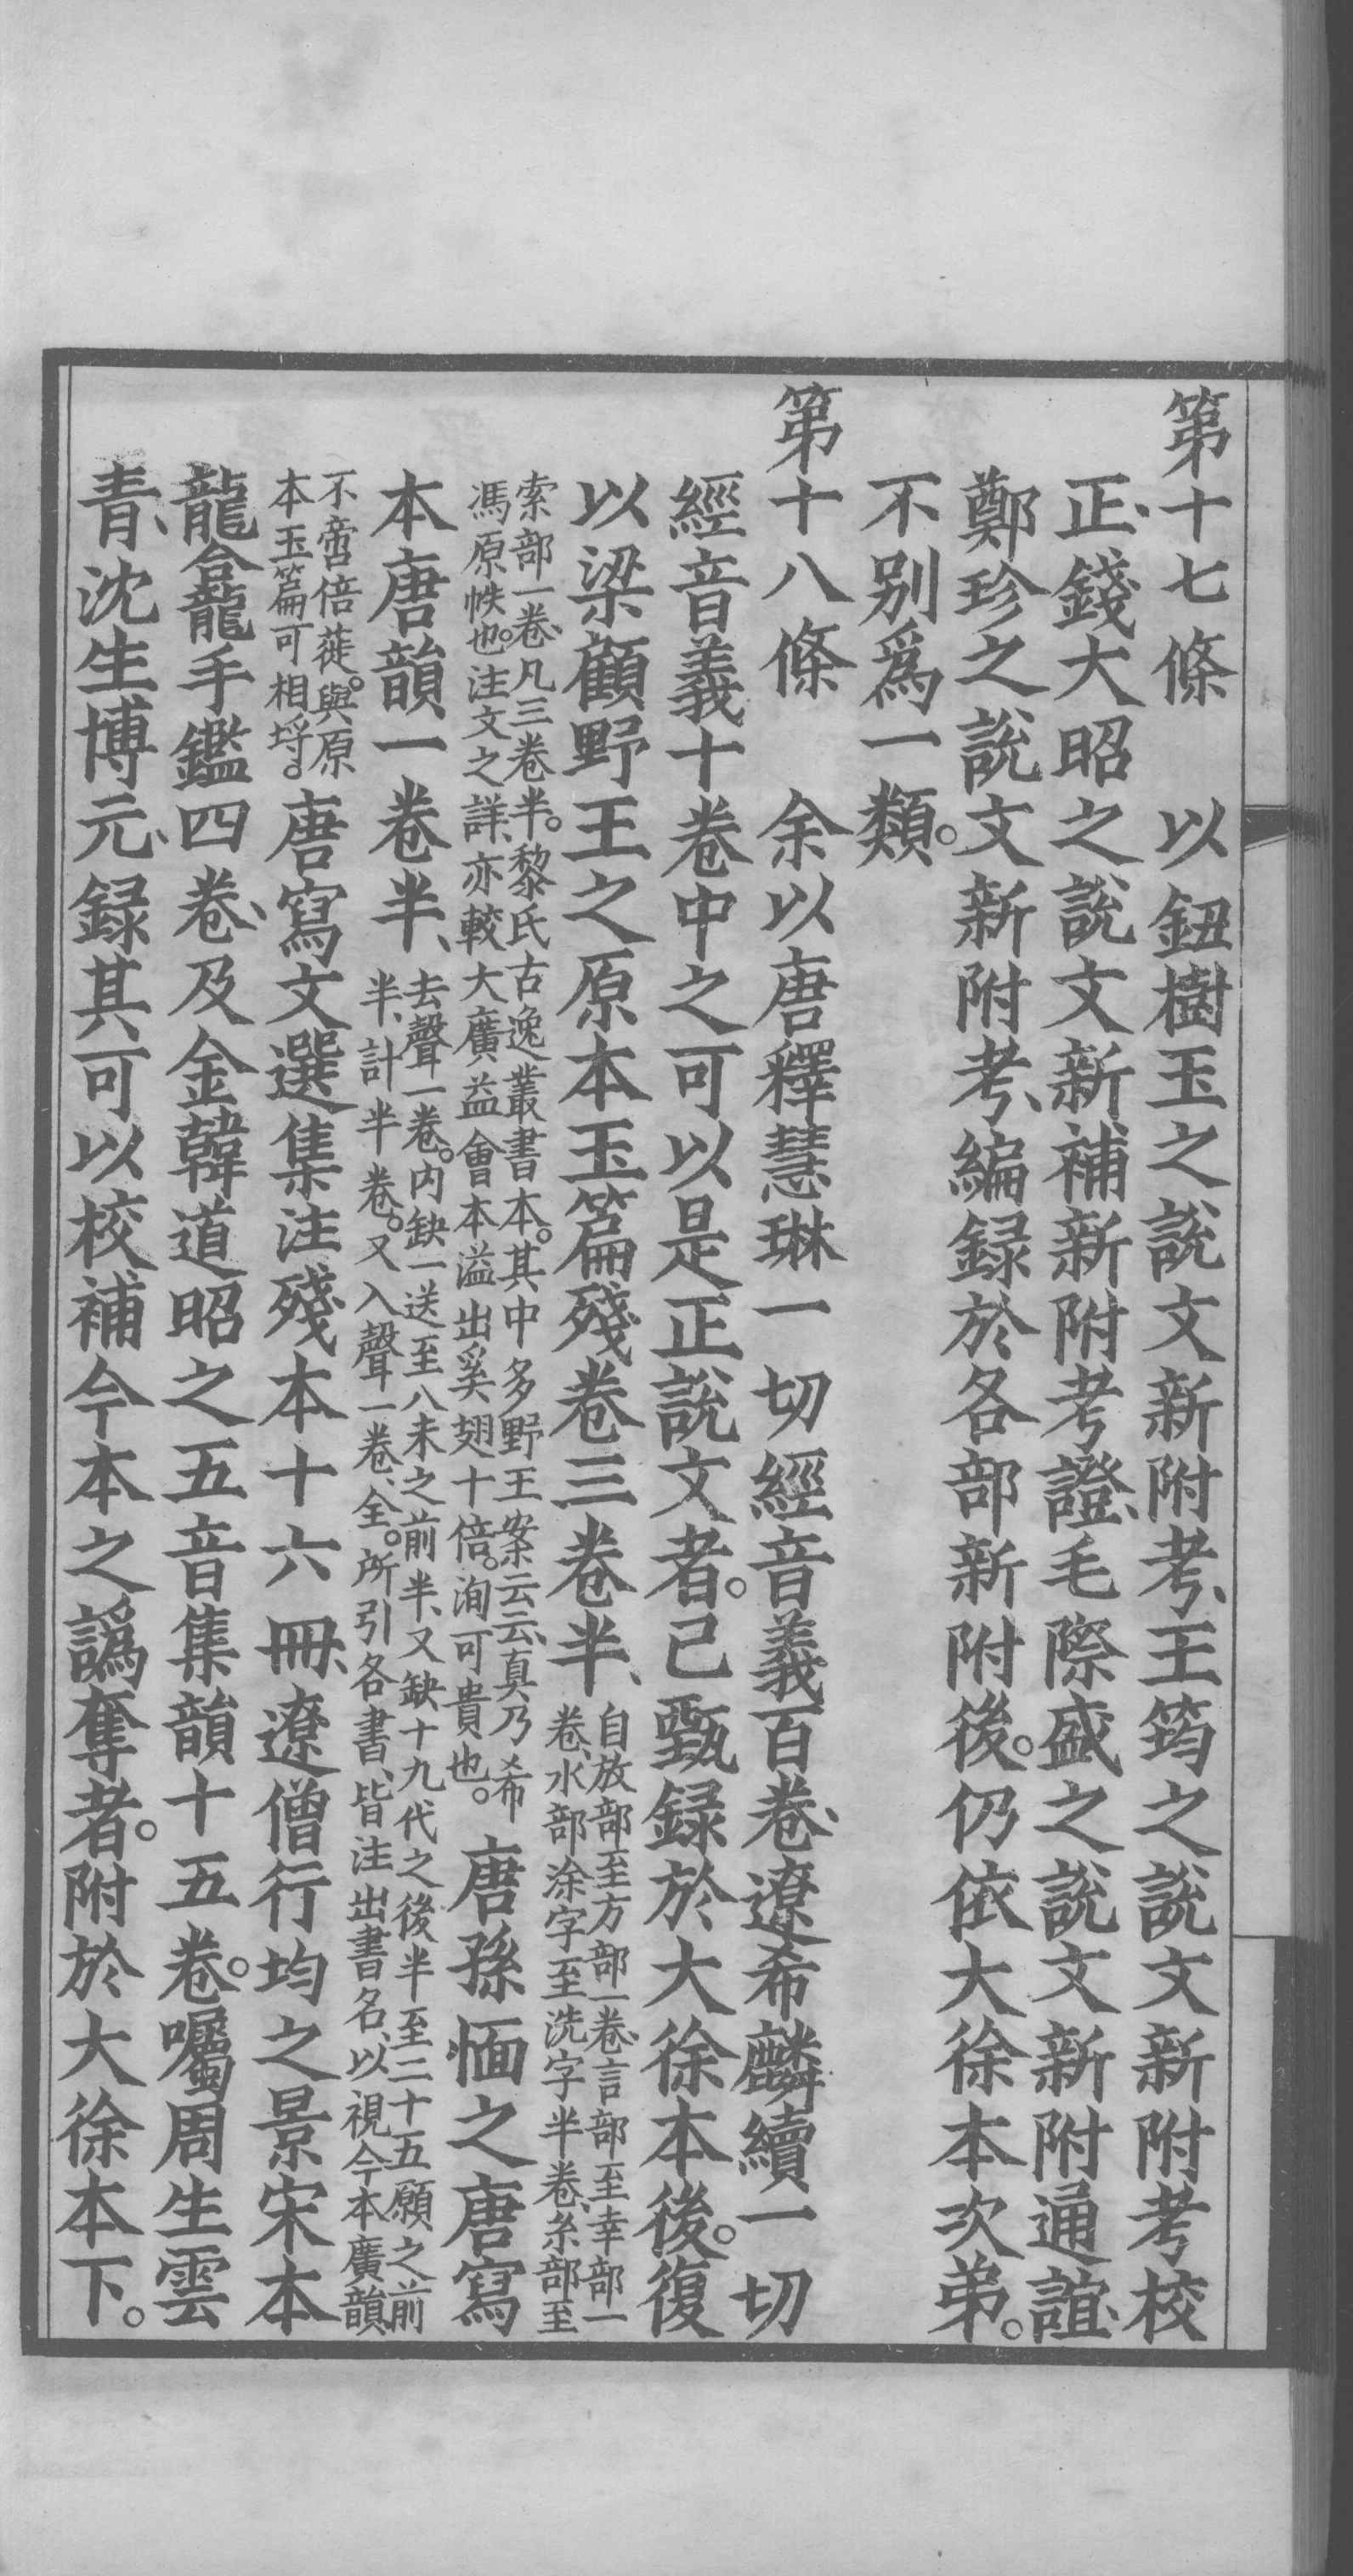 第十七條　以鈕樹玉之說文新附考、王筠之說文新附考校
正、錢大昭之說文新補新附考證、毛際盛之說文新附通誼、
鄭珍之說文新附考、編録於各部新附後。仍依大徐本次弟。
不别爲一類。
第十八條　余以唐釋慧琳一切經音義百卷、遼希麟續一切
經音義十卷中之可以是正說文者。已甄録於大徐本後。復
以梁顧野王之原本玉篇殘卷三卷半、
自放部至方部一卷、言部至幸部一
卷、水部涂字至洗字半卷、糸部至
索部一卷、凡三卷半。黎氏古逸叢書本。其中多野王案云云、真乃希
馮原帙也。注文之詳、亦較大廣益會本溢出奚翅十倍。洵可貴也。
唐孫愐之唐寫
本唐韻一卷半、
去聲一卷。内缺一送至八未之前半、又缺十九代之後半至二十五願之前
半、計半卷。又入聲一卷、全。所引各書、皆注出書名、以視今本廣韻
不啻倍蓰。與原
本玉篇可相埒。
唐寫文選集注殘本十六冊、遼僧行均之景宋本
龍龕手鑑四卷、及金韓道昭之五音集韻十五卷。囑周生雲
青、沈生博元、録其可以校補今本之譌奪者。附於大徐本下。